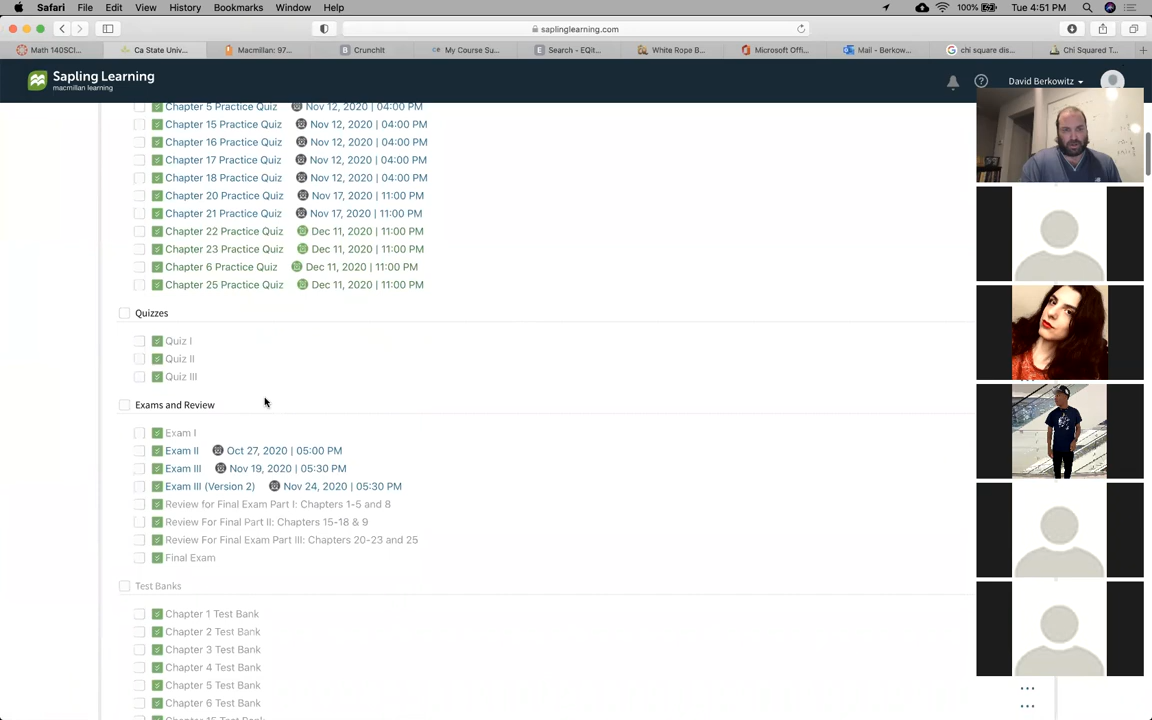 Safari File Edit View History Bookmarks Window Help 100% Tue 4:51 PM
saplinglearning.com
Math 140SCI... Ca State Univ... Macmillan: 97... Crunchit My Course Su... Search - EQit... White Rope B... Microsoft Offi... Mail - Berkow... chi square dis... Chi Squared T...
Sapling Learning
macmillan learning
David Berkowitz
Chapter 5 Practice Quiz Nov 12, 2020 | 04:00 PM
Chapter 15 Practice Quiz Nov 12, 2020 | 04:00 PM
Chapter 16 Practice Quiz Nov 12, 2020 | 04:00 PM
Chapter 17 Practice Quiz Nov 12, 2020 | 04:00 PM
Chapter 18 Practice Quiz Nov 12, 2020 | 04:00 PM
Chapter 20 Practice Quiz Nov 17, 2020 | 11:00 PM
Chapter 21 Practice Quiz Nov 17, 2020 | 11:00 PM
Chapter 22 Practice Quiz Dec 11, 2020 | 11:00 PM
Chapter 23 Practice Quiz Dec 11, 2020 | 11:00 PM
Chapter 6 Practice Quiz Dec 11, 2020 | 11:00 PM
Chapter 25 Practice Quiz Dec 11, 2020 | 11:00 PM
Quizzes
Quiz I
Quiz II
Quiz III
Exams and Review
Exam I
Exam II Oct 27, 2020 | 05:00 PM
Exam III Nov 19, 2020 | 05:30 PM
Exam III (Version 2) Nov 24, 2020 | 05:30 PM
Review for Final Exam Part I: Chapters 1-5 and 8
Review For Final Part II: Chapters 15-18 & 9
Review For Final Exam Part III: Chapters 20-23 and 25
Final Exam
Test Banks
Chapter 1 Test Bank
Chapter 2 Test Bank
Chapter 3 Test Bank
Chapter 4 Test Bank
Chapter 5 Test Bank
Chapter 6 Test Bank
Chapter 15 Test Bank